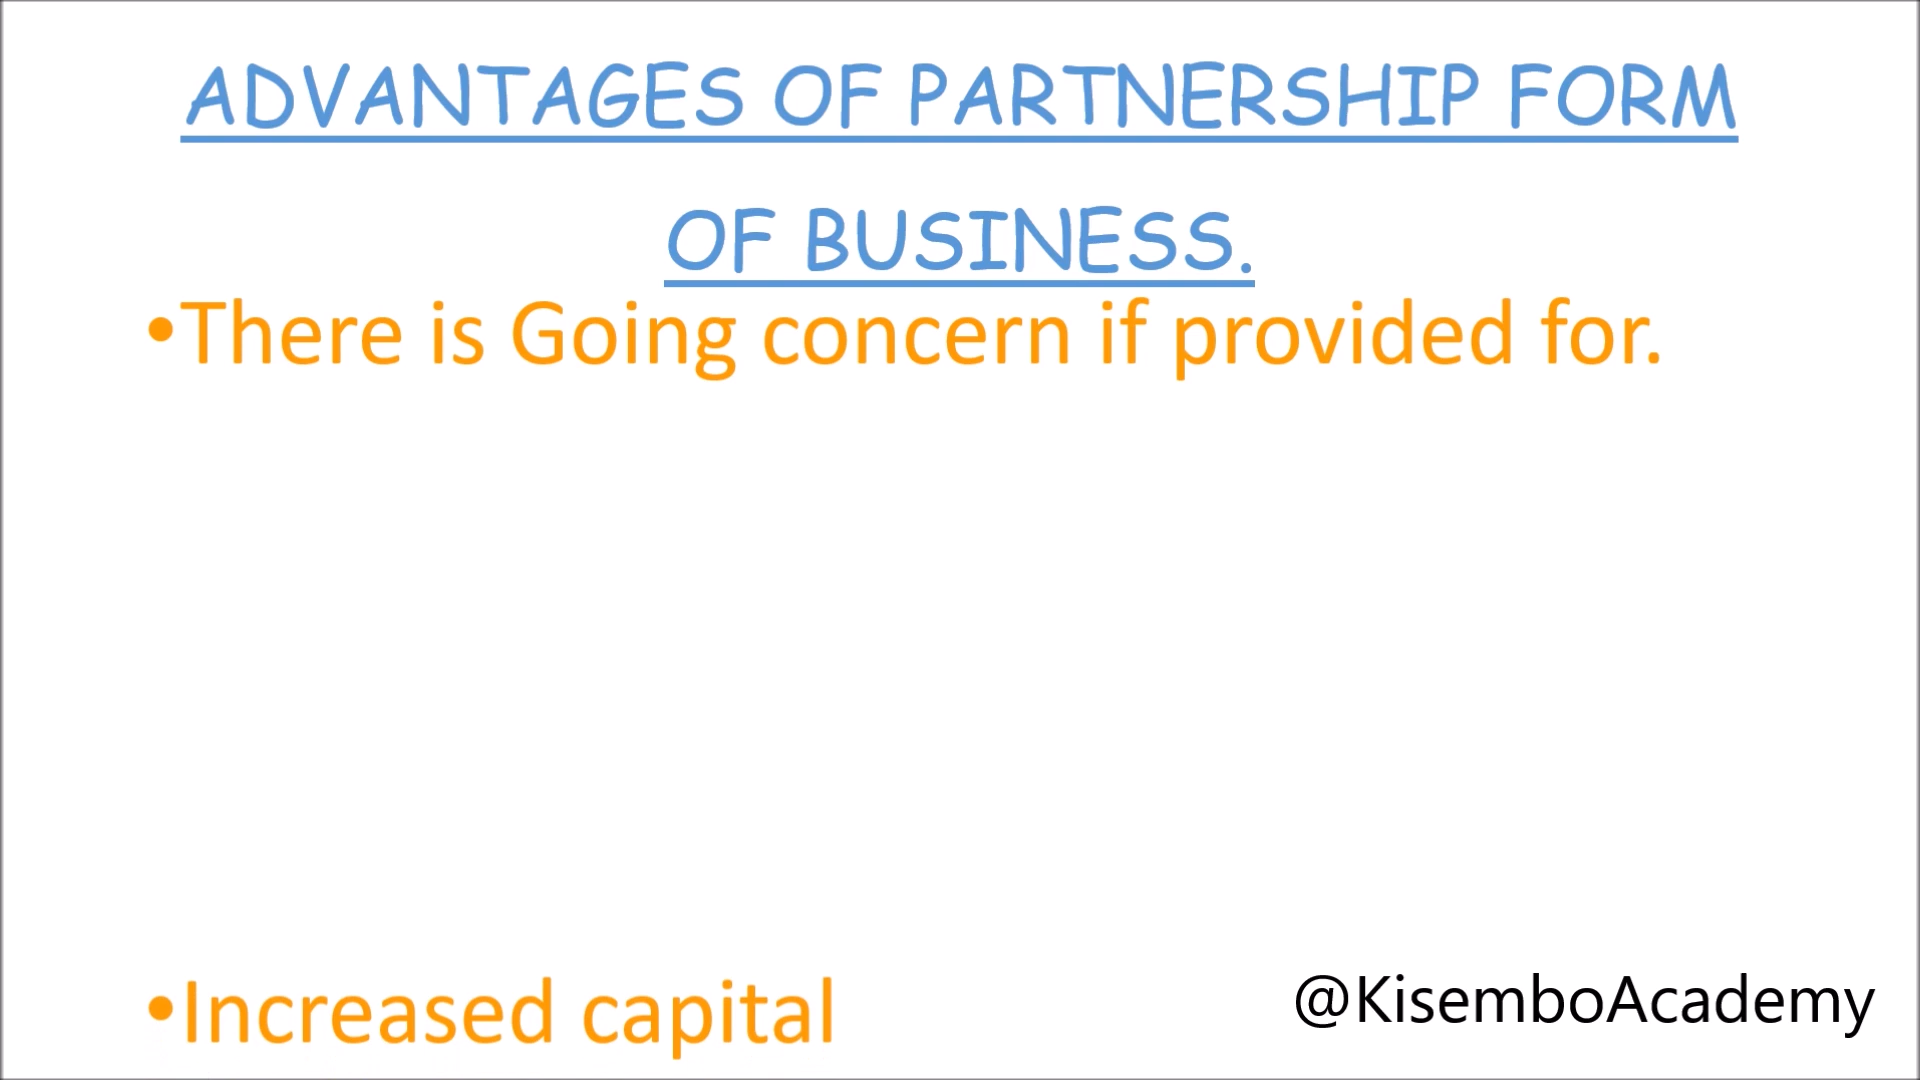 ADVANTAGES OF PARTNERSHIP FORM
OF BUSINESS.
•There is Going concern if provided for.
•Increased capital
@KisemboAcademy